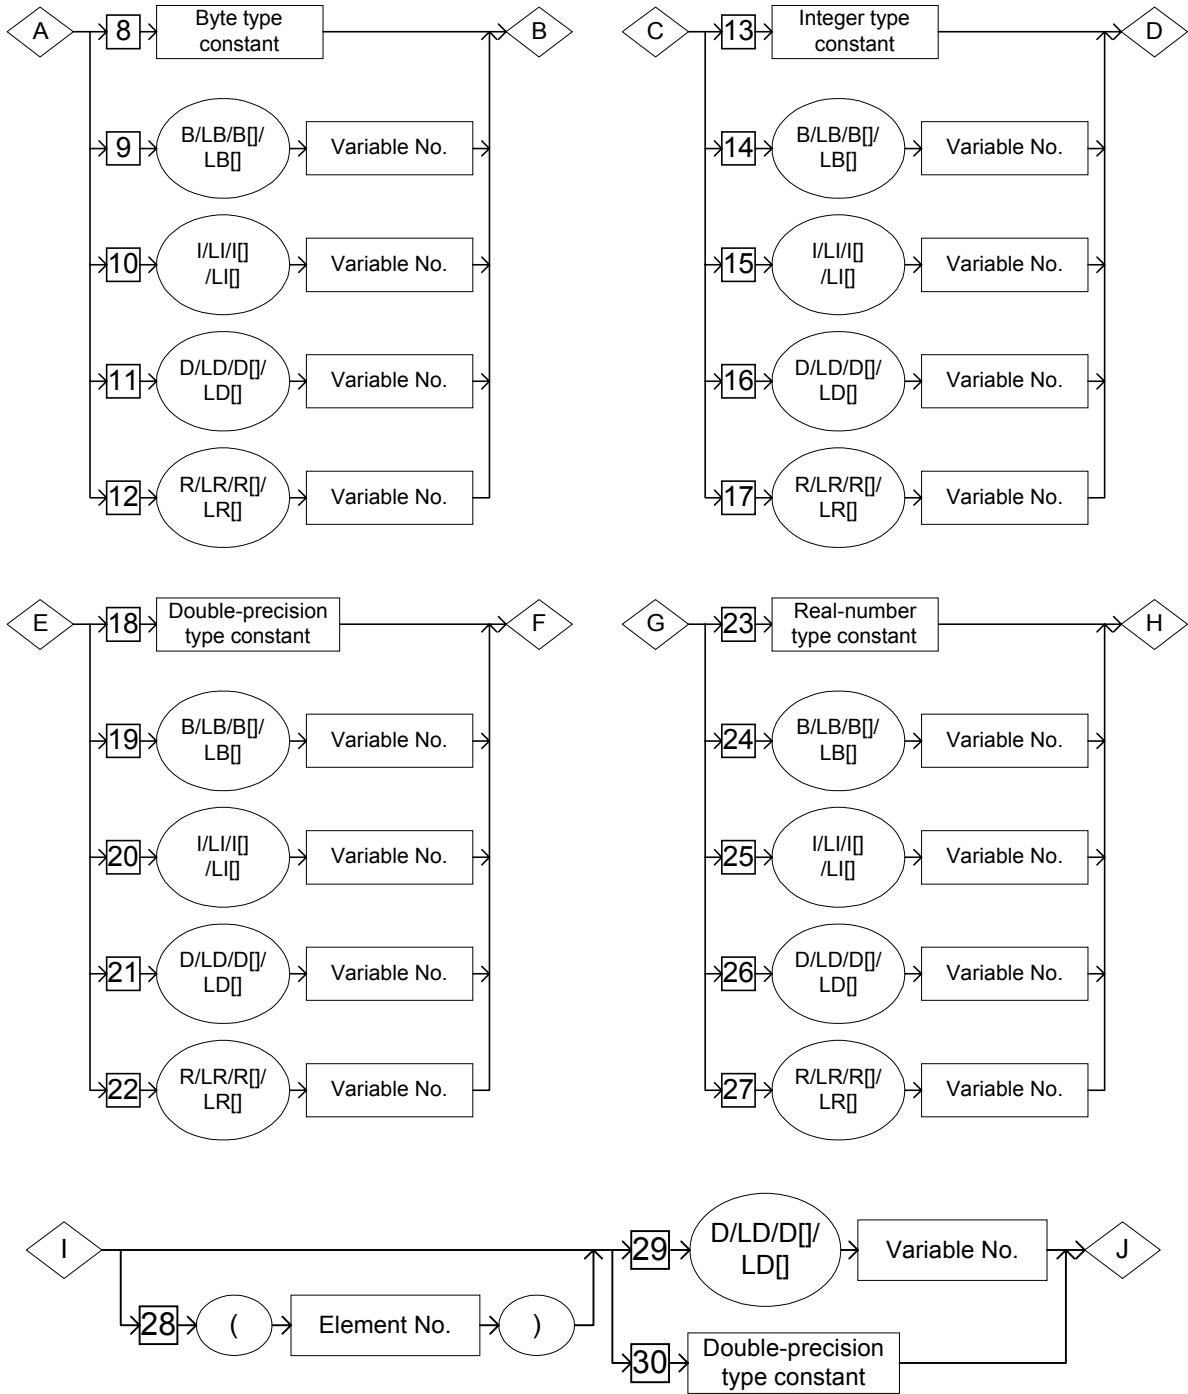 A
8
Byte type
constant
B
9
B/LB/B[]/
LB[]
Variable No.
10
I/LI/I[]
/LI[]
Variable No.
11
D/LD/D[]/
LD[]
Variable No.
12
R/LR/R[]/
LR[]
Variable No.
C
13
Integer type
constant
D
14
B/LB/B[]/
LB[]
Variable No.
15
I/LI/I[]
/LI[]
Variable No.
16
D/LD/D[]/
LD[]
Variable No.
17
R/LR/R[]/
LR[]
Variable No.
E
18
Double-precision
type constant
F
19
B/LB/B[]/
LB[]
Variable No.
20
I/LI/I[]
/LI[]
Variable No.
21
D/LD/D[]/
LD[]
Variable No.
22
R/LR/R[]/
LR[]
Variable No.
G
23
Real-number
type constant
H
24
B/LB/B[]/
LB[]
Variable No.
25
I/LI/I[]
/LI[]
Variable No.
26
D/LD/D[]/
LD[]
Variable No.
27
R/LR/R[]/
LR[]
Variable No.
I
28
(
Element No.
)
29
D/LD/D[]/
LD[]
Variable No.
J
30
Double-precision
type constant